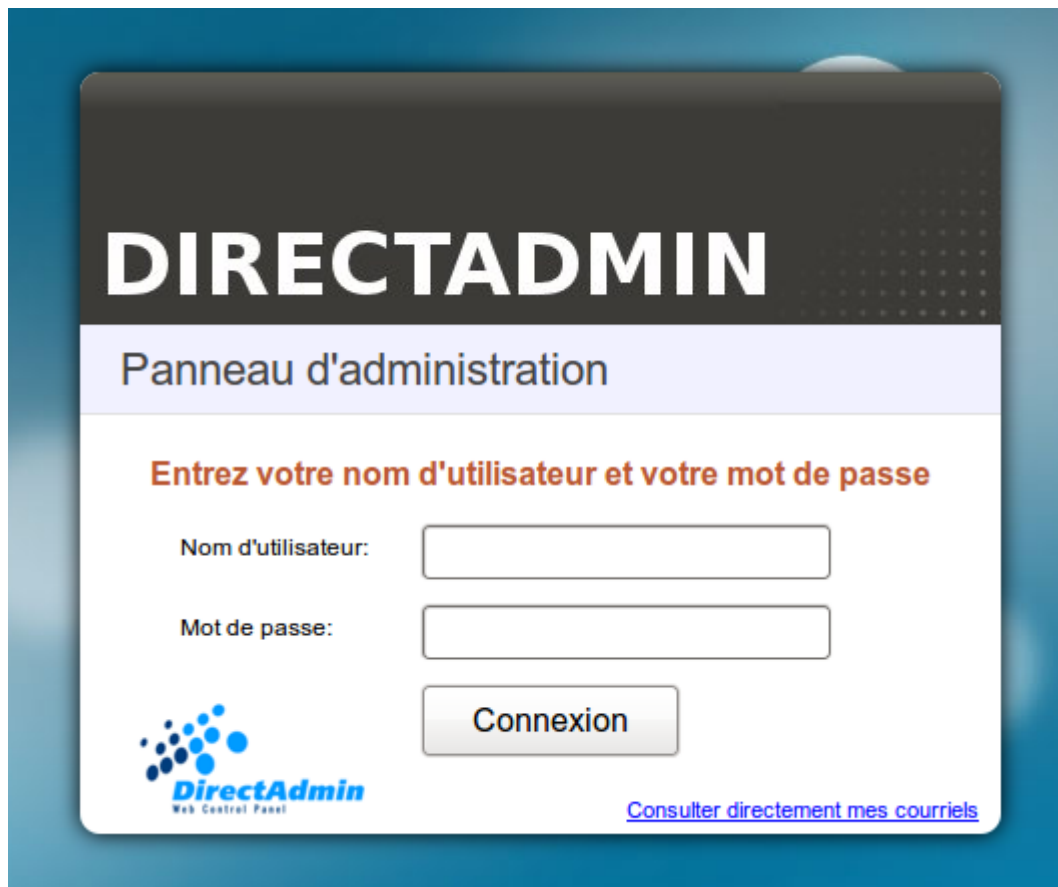 DIRECTADMIN
Panneau d'administration
Entrez votre nom d'utilisateur et votre mot de passe
Nom d'utilisateur:
Mot de passe:
Connexion
DirectAdmin
Web Control Panel
Consulter directement mes courriels